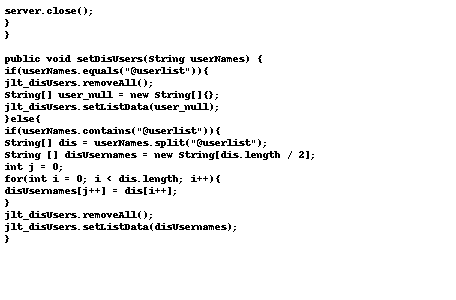 server.close();
}
}
public void setDisUsers(String userNames) {
if(userNames.equals("@userlist")){
jlt_disUsers.removeAll();
String[] user_null = new String[]{};
jlt_disUsers.setListData(user_null);
}else{
if(userNames.contains("@userlist")){
String[] dis = userNames.split("@userlist");
String [] disUsernames = new String[dis.length / 2];
int j = 0;
for(int i = 0; i < dis.length; i++){
disUsernames[j++] = dis[i++];
}
jlt_disUsers.removeAll();
jlt_disUsers.setListData(disUsernames);
}